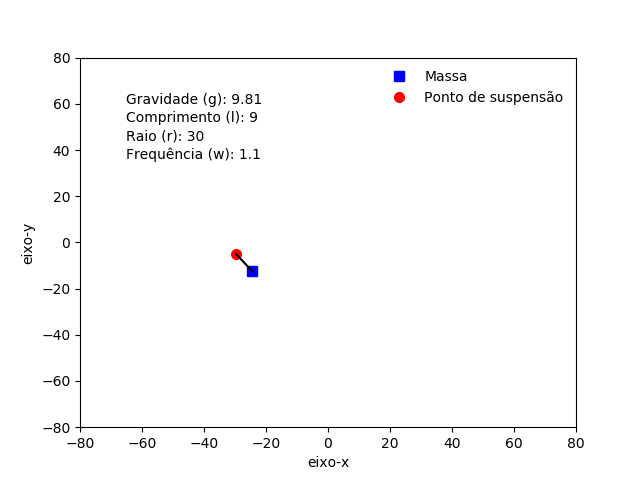 Massa
Ponto de suspensão
Gravidade (g): 9.81
Comprimento (l): 9
Raio (r): 30
Frequência (w): 1.1
eixo-y
80
60
40
20
0
−20
−40
−60
−80
−80 −60 −40 −20 0 20 40 60 80
eixo-x